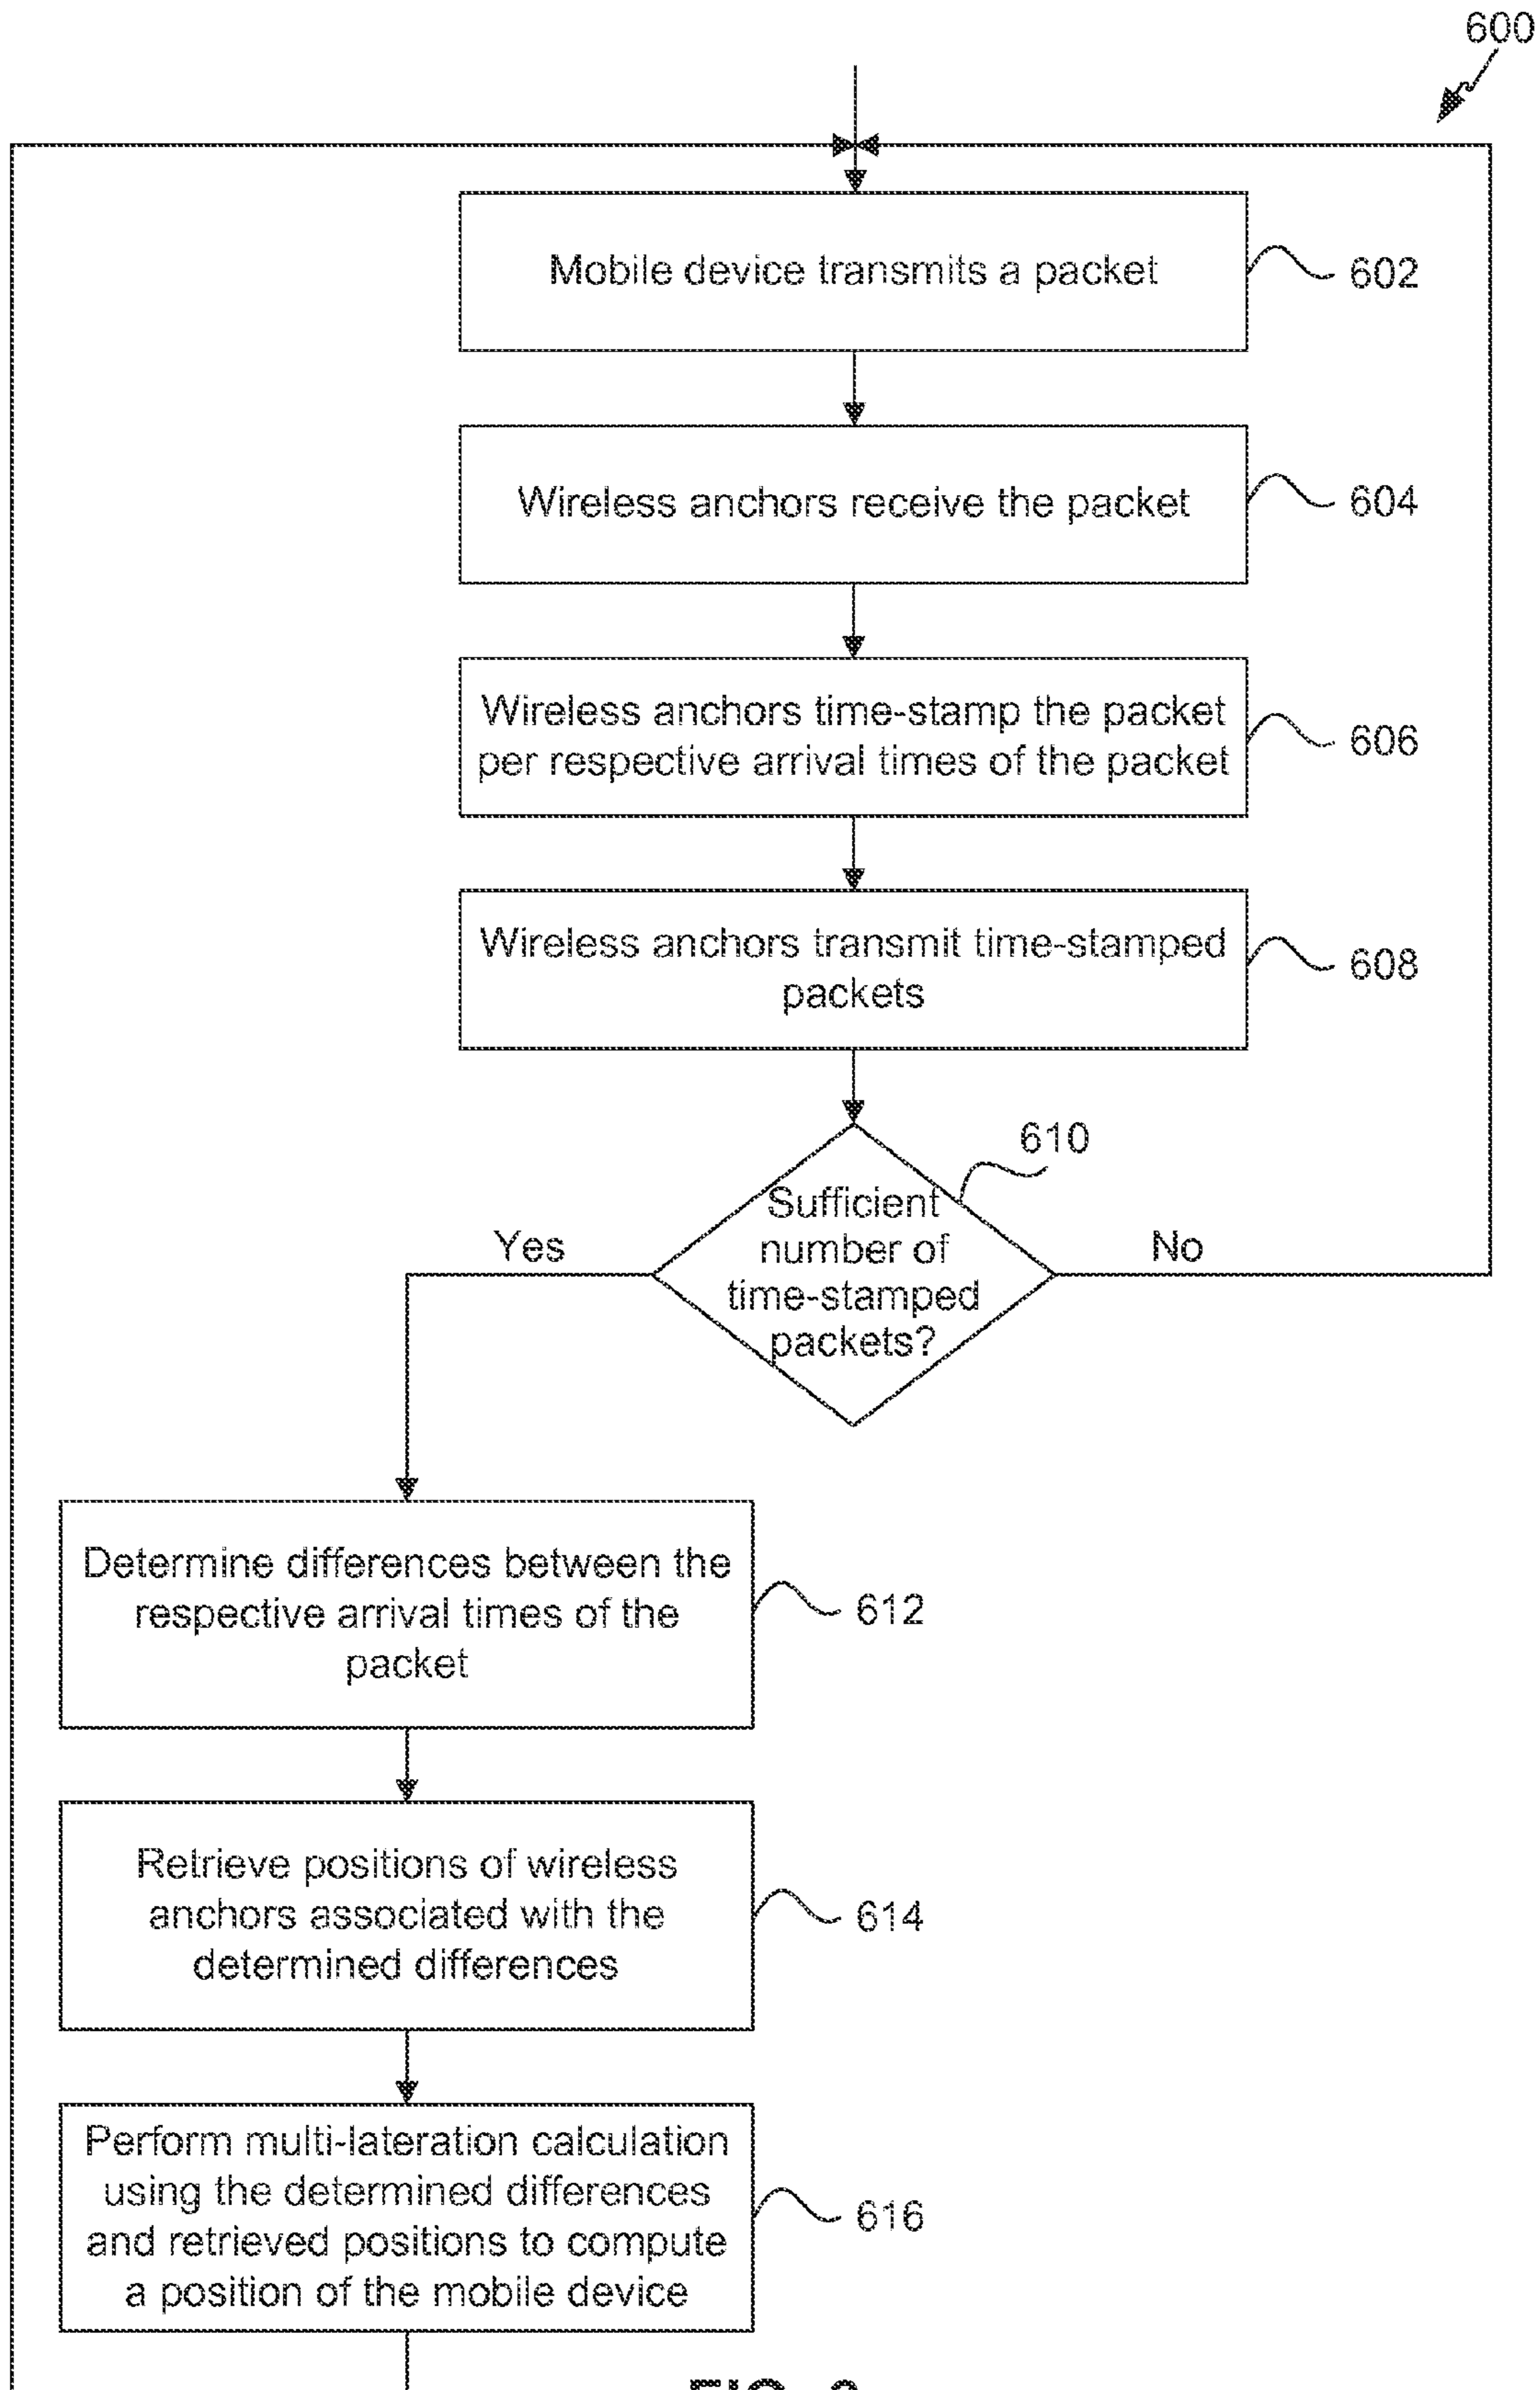 600
Mobile device transmits a packet
602
Wireless anchors receive the packet
604
Wireless anchors time-stamp the packet
per respective arrival times of the packet
606
Wireless anchors transmit time-stamped
packets
608
610
Sufficient
number of
time-stamped
packets?
Yes
No
Determine differences between the
respective arrival times of the
packet
612
Retrieve positions of wireless
anchors associated with the
determined differences
614
Perform multi-lateration calculation
using the determined differences
and retrieved positions to compute
a position of the mobile device
616
FIG.